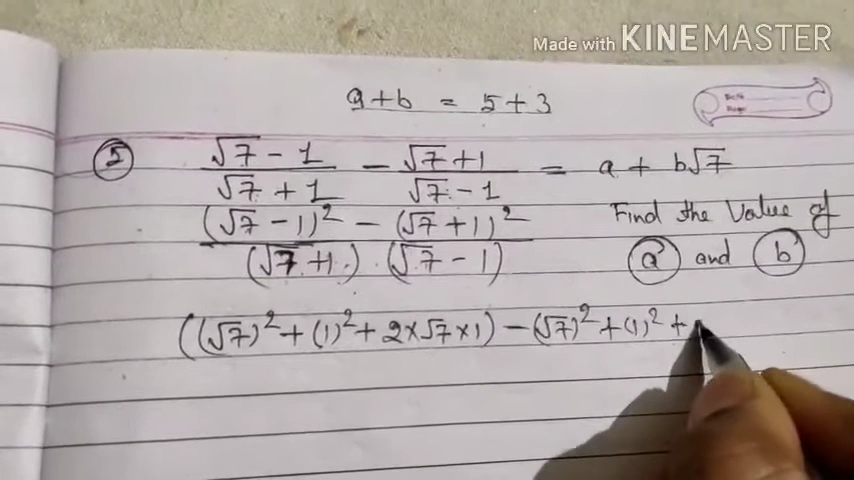 Made with KINEMASTER
a + b = 5 + 3
5 √7 - 1 / √7 + 1 - √7 + 1 / √7 - 1 = a + b√7
(√7 - 1)² - (√7 + 1)² / (√7 + 1) · (√7 - 1)
Find the Value of
a and b
((√7)² + (1)² + 2×√7×1) - (√7)² + (1)² +